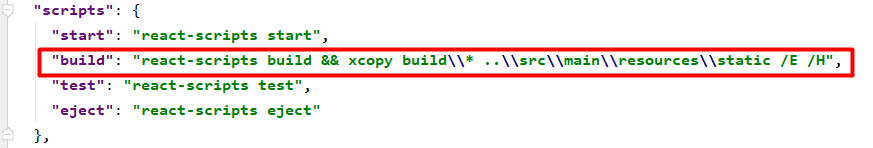 "scripts": {
"start": "react-scripts start",
"build": "react-scripts build && xcopy build\\* ..\\src\\main\\resources\\static /E /H",
"test": "react-scripts test",
"eject": "react-scripts eject"
},